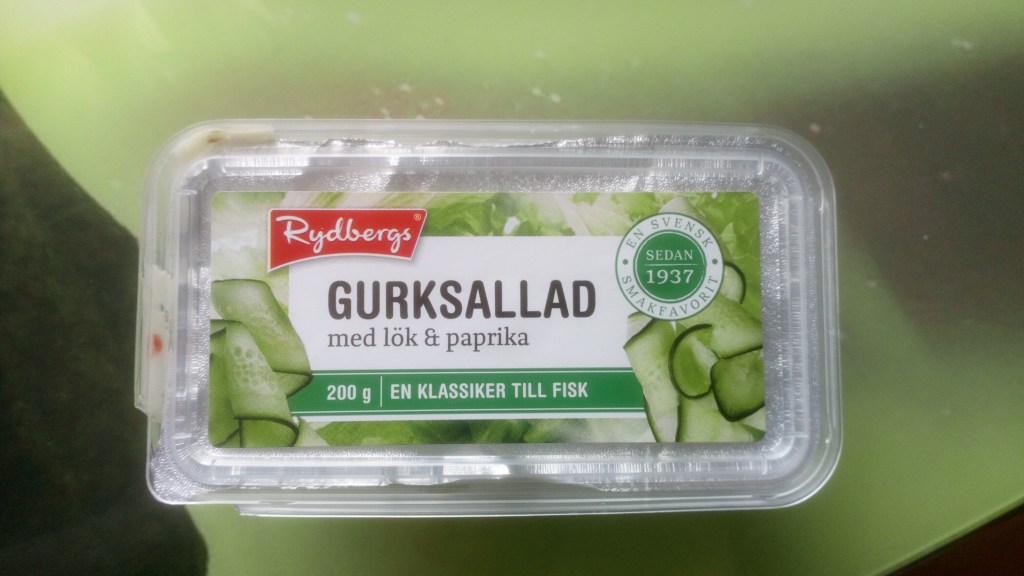 Rydbergs®
GURKSALLAD
med lök & paprika
200 g | EN KLASSIKER TILL FISK
EN SVENSK
SEDAN
1937
SMAKFAVORIT